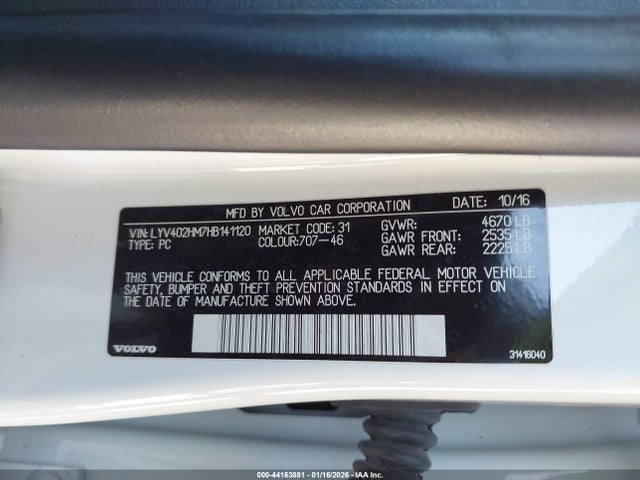 MFD BY VOLVO CAR CORPORATION DATE: 10/16
VIN: LYV402HM7HB141120 MARKET CODE: 31 GVWR: 4670 LB
TYPE: PC COLOUR:707-46 GAWR FRONT: 2535 LB
GAWR REAR: 2225 LB
THIS VEHICLE CONFORMS TO ALL APPLICABLE FEDERAL MOTOR VEHICLE
SAFETY, BUMPER AND THEFT PREVENTION STANDARDS IN EFFECT ON
THE DATE OF MANUFACTURE SHOWN ABOVE.
VOLVO 31416040
000-44163881 - 01/16/2026 - IAA Inc.